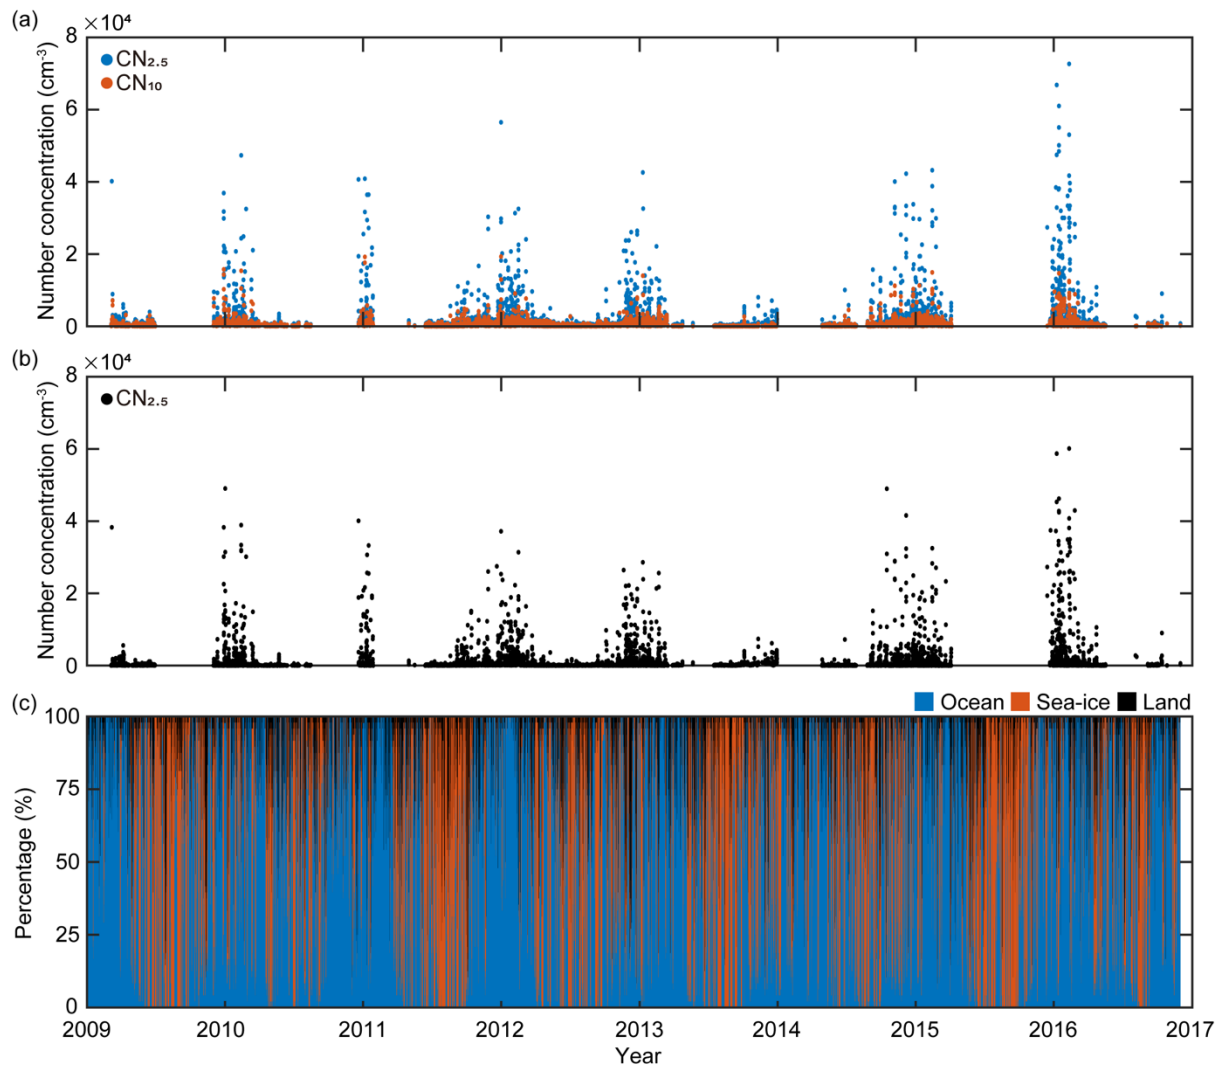 (a)
×10⁴
Number concentration (cm⁻³)
8
6
4
2
0
CN₂.₅
CN₁₀
(b)
×10⁴
Number concentration (cm⁻³)
8
6
4
2
0
CN₂.₅
(c)
Ocean Sea-ice Land
Percentage (%)
100
75
50
25
0
2009 2010 2011 2012 2013 2014 2015 2016 2017
Year